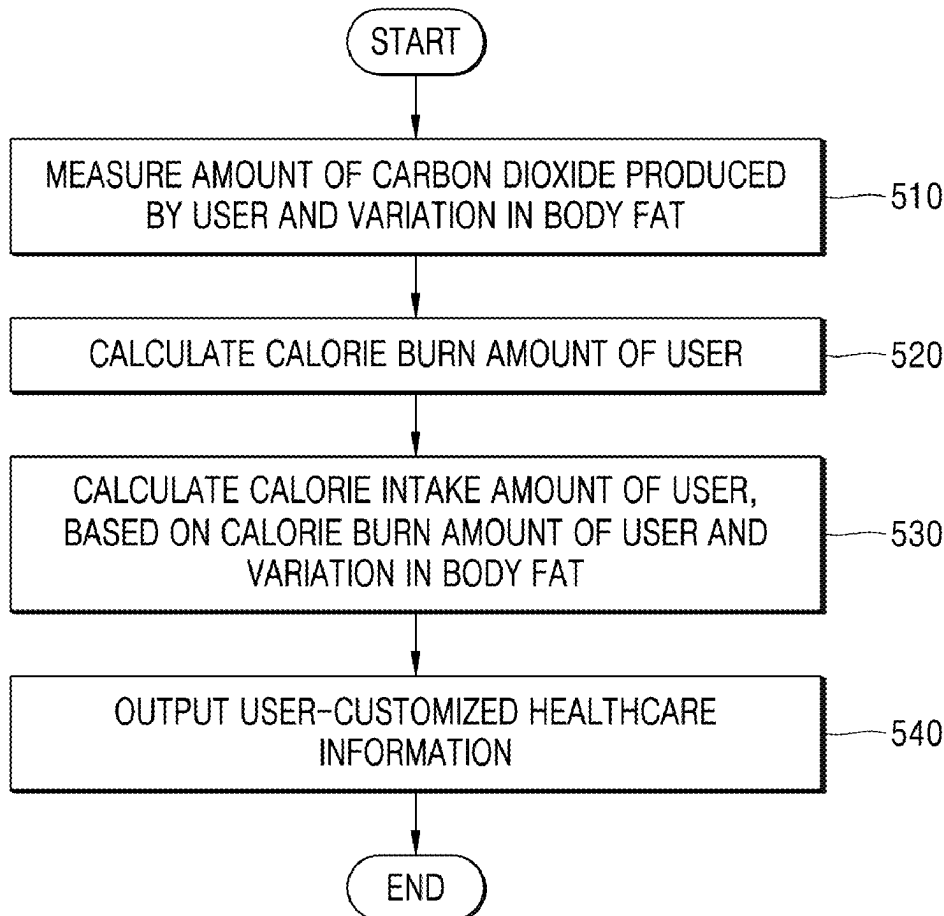 START
MEASURE AMOUNT OF CARBON DIOXIDE PRODUCED
BY USER AND VARIATION IN BODY FAT
510
CALCULATE CALORIE BURN AMOUNT OF USER
520
CALCULATE CALORIE INTAKE AMOUNT OF USER,
BASED ON CALORIE BURN AMOUNT OF USER AND
VARIATION IN BODY FAT
530
OUTPUT USER-CUSTOMIZED HEALTHCARE
INFORMATION
540
END